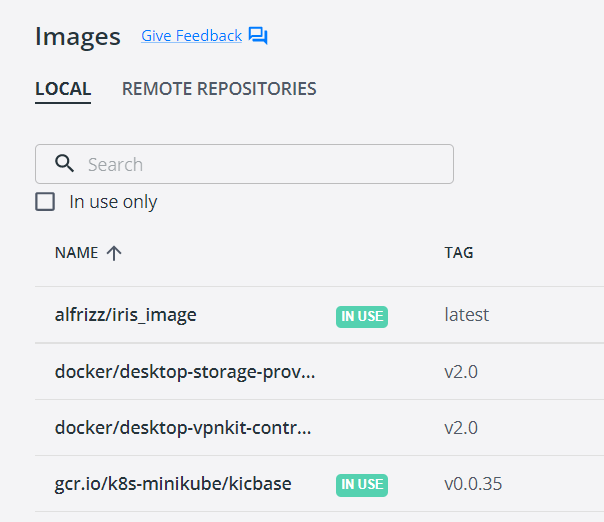 Images Give Feedback
LOCAL REMOTE REPOSITORIES
Search
In use only
NAME TAG
alfrizz/iris_image IN USE latest
docker/desktop-storage-prov... v2.0
docker/desktop-vpnkit-contr... v2.0
gcr.io/k8s-minikube/kicbase IN USE v0.0.35